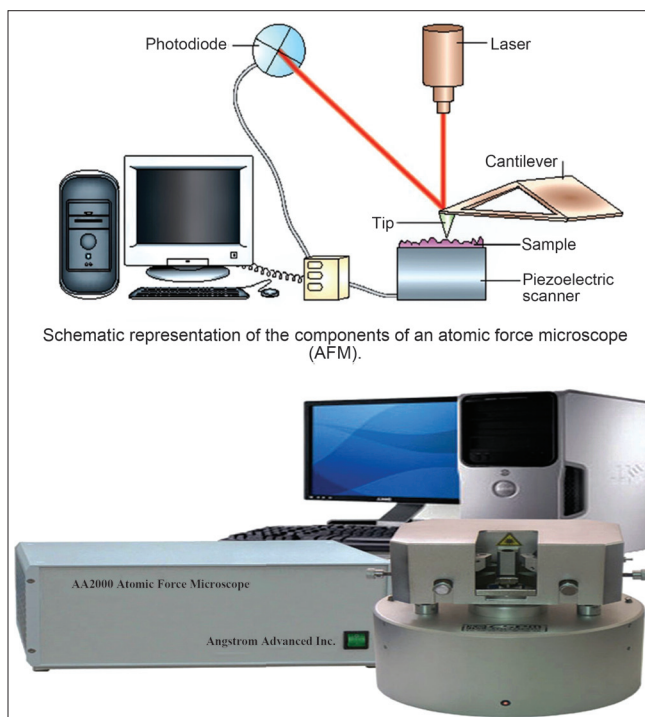 Photodiode
Laser
Cantilever
Tip
Sample
Piezoelectric
scanner
Schematic representation of the components of an atomic force microscope
(AFM).
AA2000 Atomic Force Microscope
Angstrom Advanced Inc.